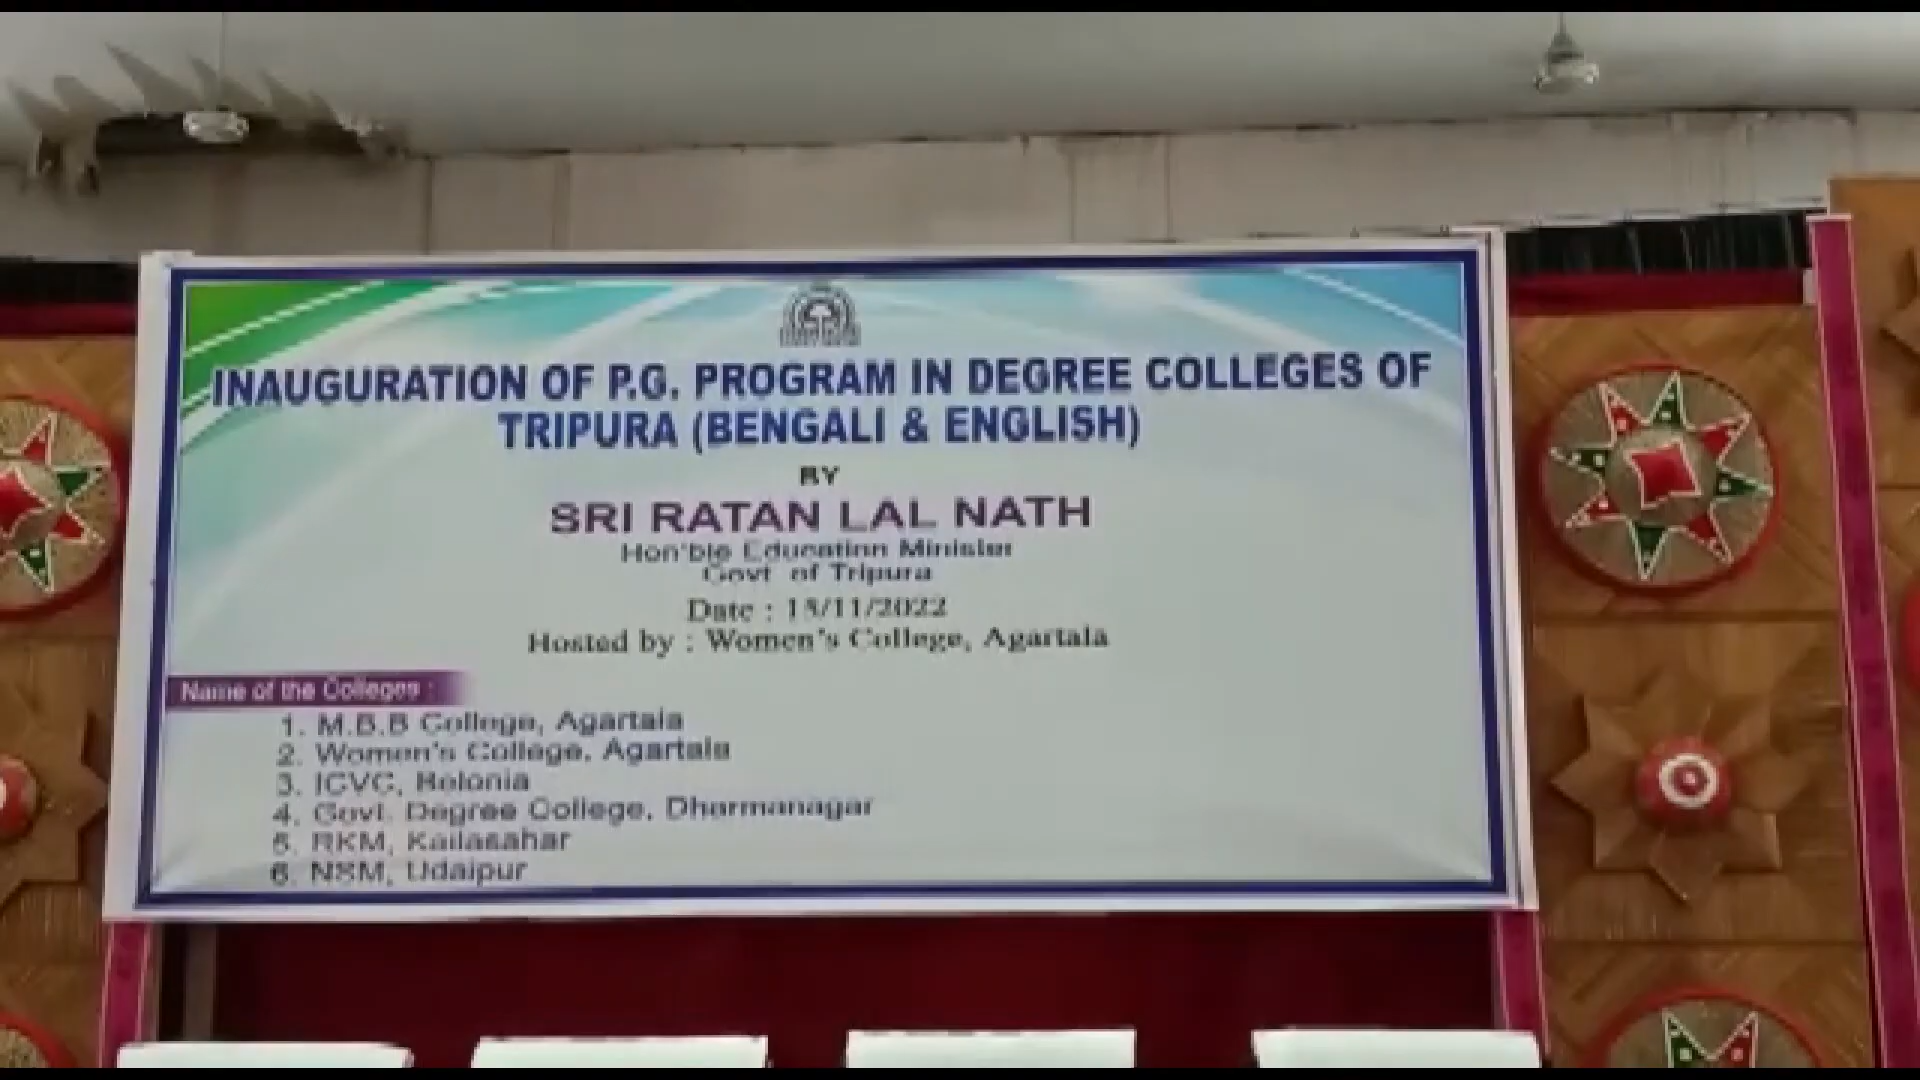 INAUGURATION OF P.G. PROGRAM IN DEGREE COLLEGES OF
TRIPURA (BENGALI & ENGLISH)
BY
SRI RATAN LAL NATH
Hon'ble Education Minister
Govt of Tripura
Date : 15/11/2022
Hosted by : Women's College, Agartala
Name of the Colleges :
1. M.B.B College, Agartala
2. Women's College, Agartala
3. ICVC, Belonia
4. Govt. Degree College, Dharmanagar
5. RKM, Kailasahar
6. NSM, Udaipur